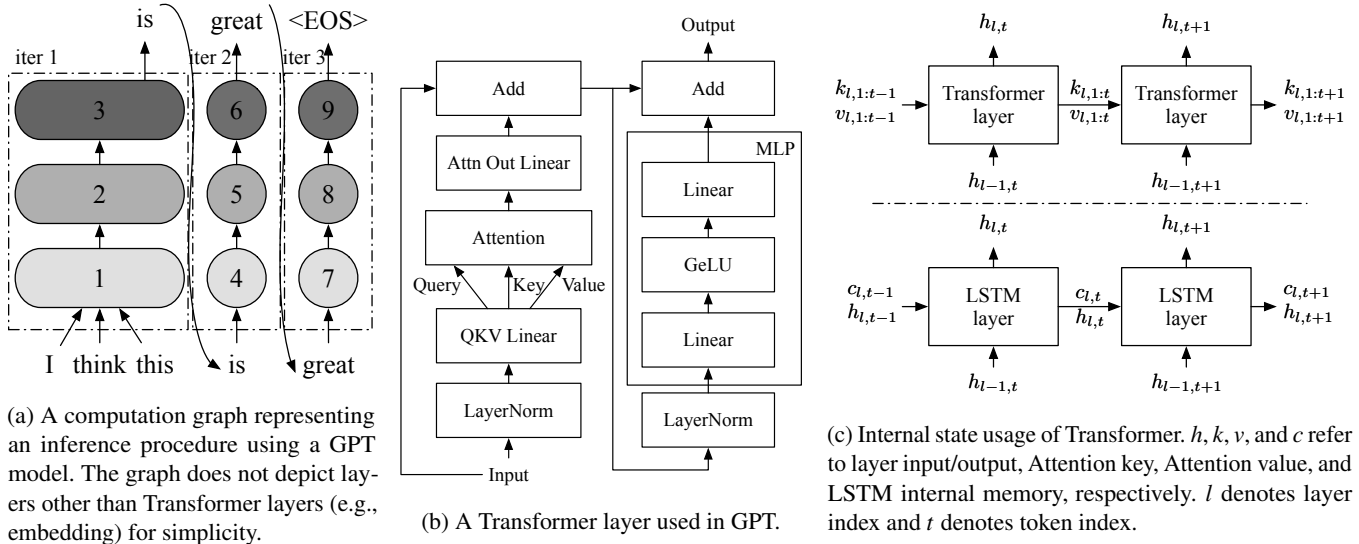 is
great
<EOS>
iter 1
iter 2
iter 3
3
6
9
2
5
8
1
4
7
I think this
is
great
(a) A computation graph representing
an inference procedure using a GPT
model. The graph does not depict lay-
ers other than Transformer layers (e.g.,
embedding) for simplicity.
Output
Add
Add
MLP
Attn Out Linear
Linear
Attention
GeLU
Query
Key
Value
QKV Linear
Linear
LayerNorm
LayerNorm
Input
(b) A Transformer layer used in GPT.
h_{l,t}
h_{l,t+1}
k_{l,1:t−1}
v_{l,1:t−1}
Transformer
layer
k_{l,1:t}
v_{l,1:t}
Transformer
layer
k_{l,1:t+1}
v_{l,1:t+1}
h_{l−1,t}
h_{l−1,t+1}
h_{l,t}
h_{l,t+1}
c_{l,t−1}
h_{l,t−1}
LSTM
layer
c_{l,t}
h_{l,t}
LSTM
layer
c_{l,t+1}
h_{l,t+1}
h_{l−1,t}
h_{l−1,t+1}
(c) Internal state usage of Transformer. h, k, v, and c refer
to layer input/output, Attention key, Attention value, and
LSTM internal memory, respectively. l denotes layer
index and t denotes token index.